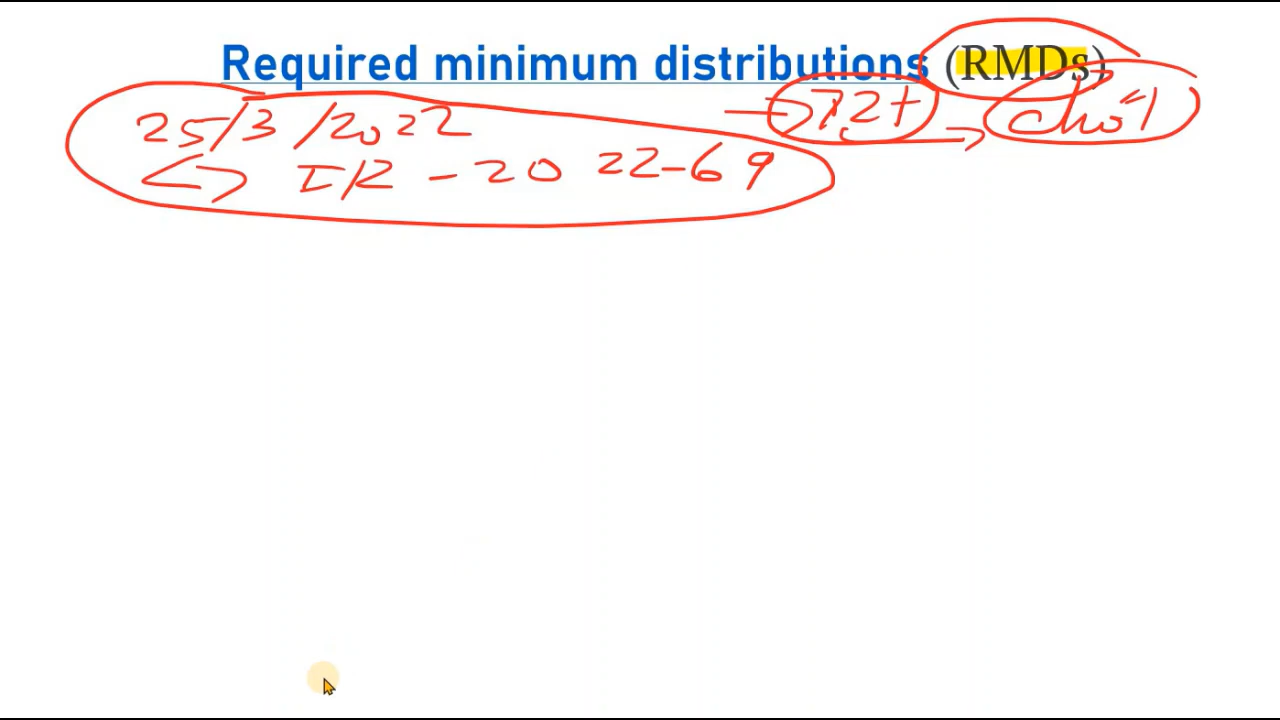 Required minimum distributions (RMDs)
25/3/2022
→ 72+ →
<> IR - 2022-69